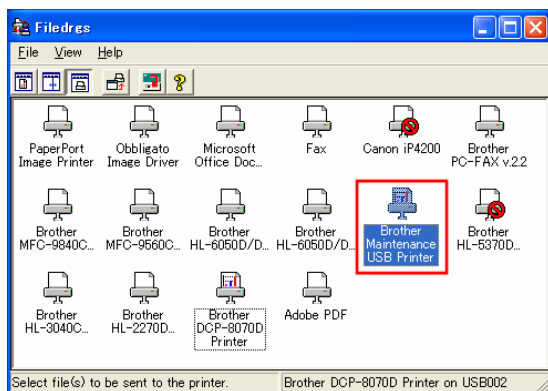 Filedrgs
File View Help
PaperPort
Image Printer
Obbligato
Image Driver
Microsoft
Office Doc...
Fax
Canon iP4200
Brother
PC-FAX v.2.2
Brother
MFC-9840C...
Brother
MFC-9560C...
Brother
HL-6050D/D...
Brother
HL-6050D/D...
Brother
Maintenance
USB Printer
Brother
HL-5370D...
Brother
HL-3040C...
Brother
HL-2270D...
Brother
DCP-8070D
Printer
Adobe PDF
Select file(s) to be sent to the printer.
Brother DCP-8070D Printer on USB002